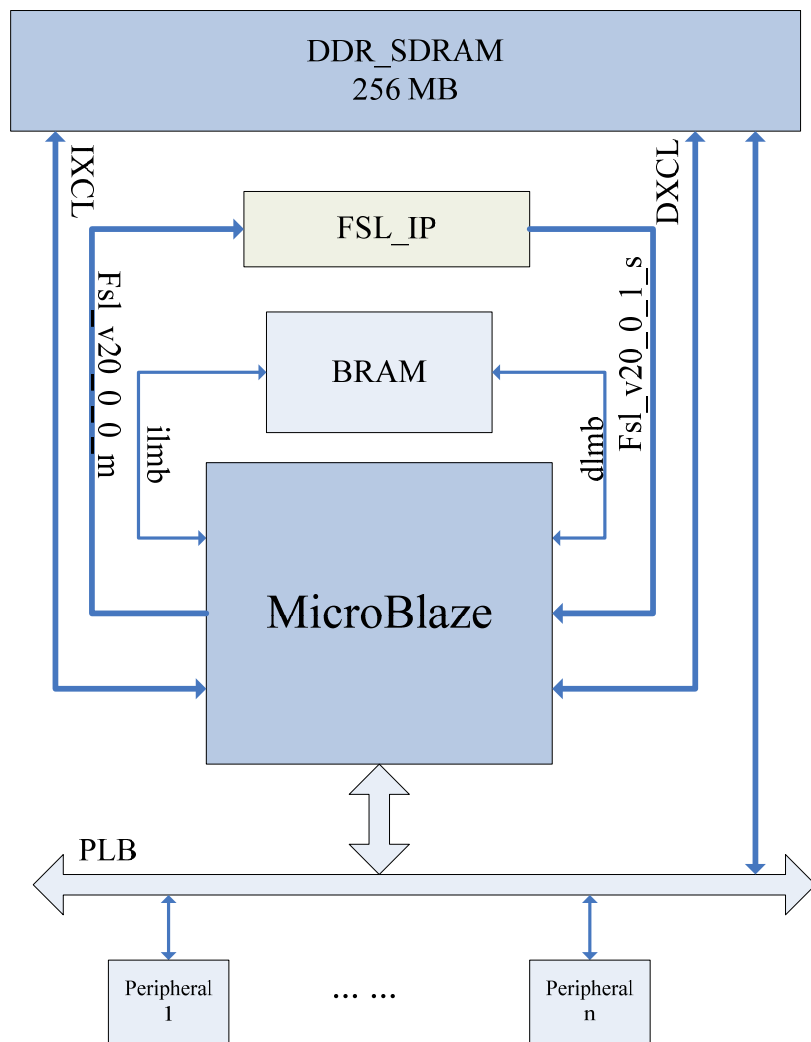 DDR_SDRAM
256 MB
IXCL
DXCL
FSL_IP
Fsl_v20_0_0_m
Fsl_v20_0_1_s
BRAM
ilmb
dlmb
MicroBlaze
PLB
Peripheral
1
... ...
Peripheral
n